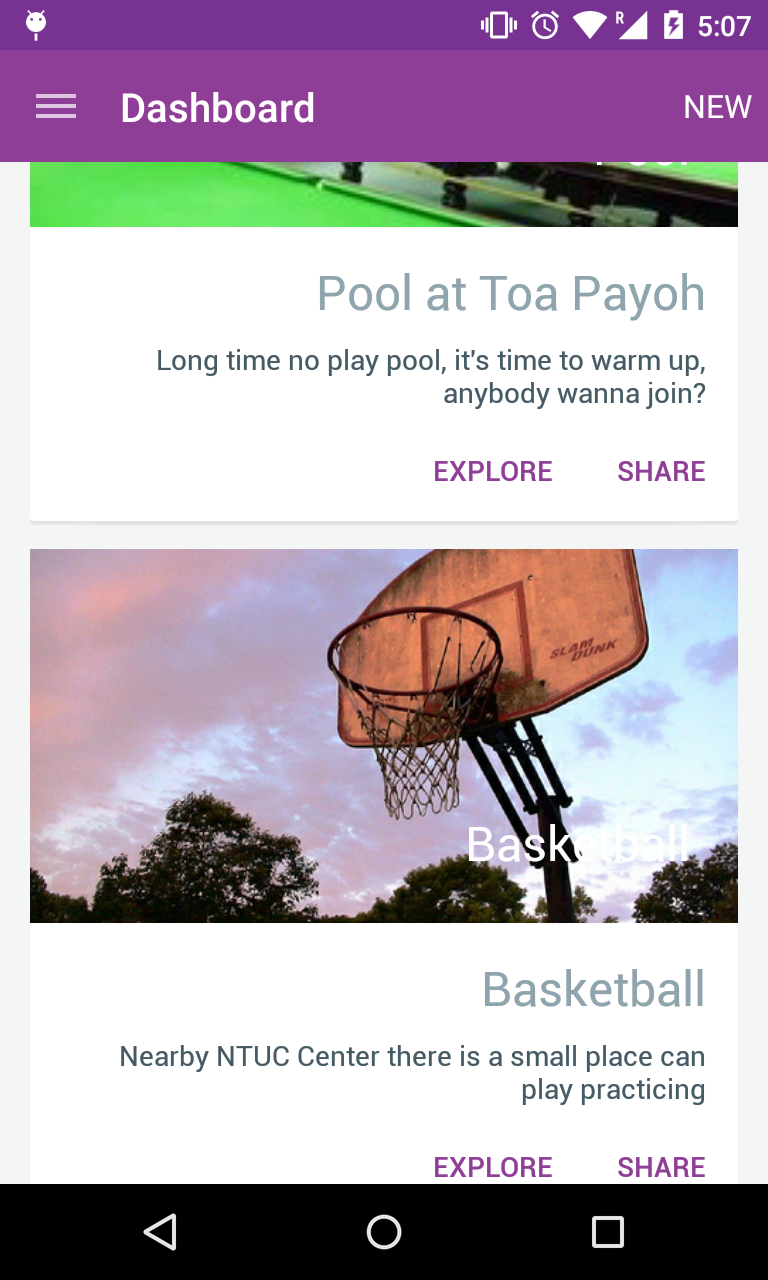 R
5:07
Dashboard
NEW
Pool at Toa Payoh
Long time no play pool, it's time to warm up,
anybody wanna join?
EXPLORE
SHARE
SLAM
DUNK
Basketball
Basketball
Nearby NTUC Center there is a small place can
play practicing
EXPLORE
SHARE